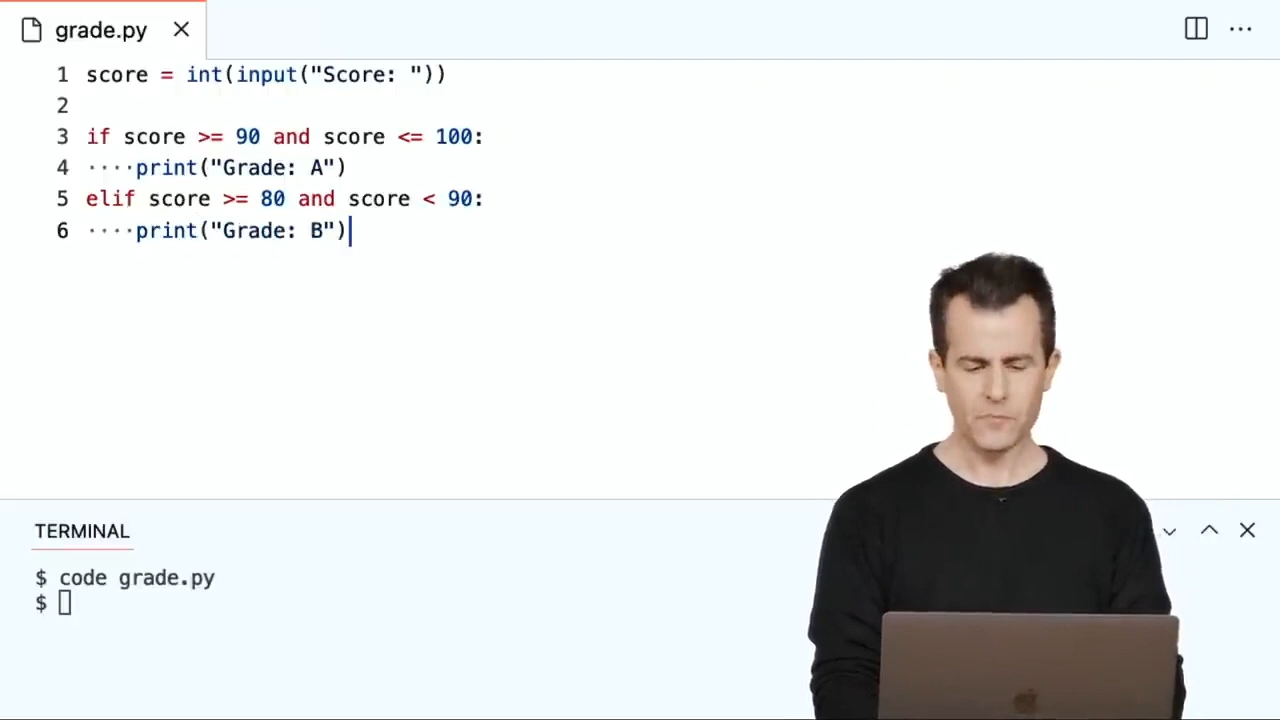 grade.py
1 score = int(input("Score: "))
2
3 if score >= 90 and score <= 100:
4 ····print("Grade: A")
5 elif score >= 80 and score < 90:
6 ····print("Grade: B")
TERMINAL
$ code grade.py
$